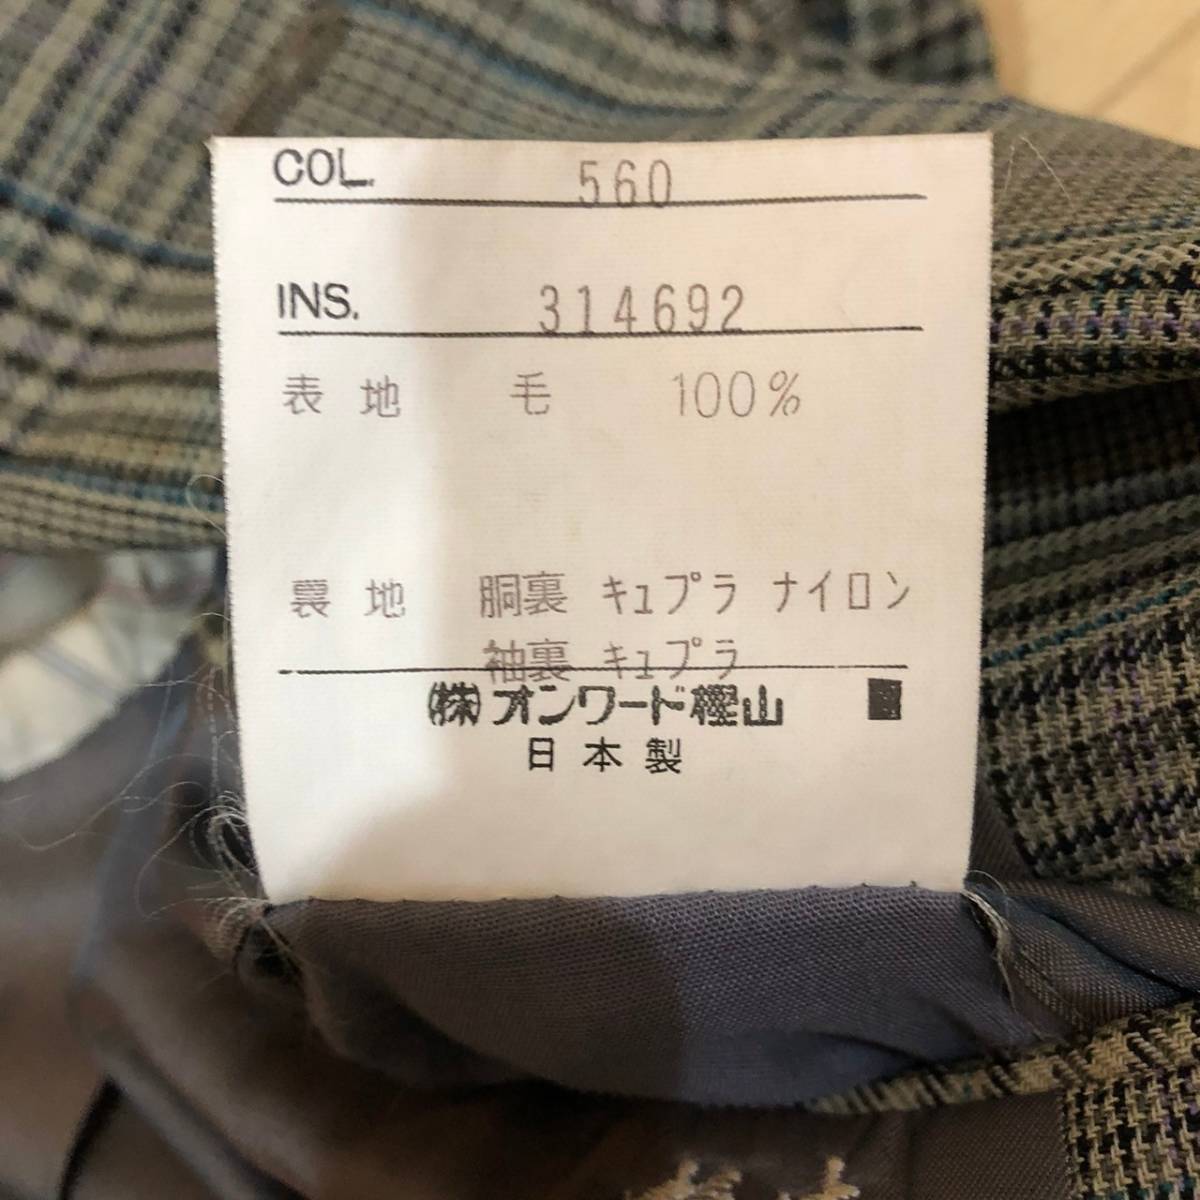 COL. 560
INS. 314692
表地 毛 100%
裏地 胴裏 キュプラ ナイロン
袖裏 キュプラ
㈱オンワード樫山 ■
日本製